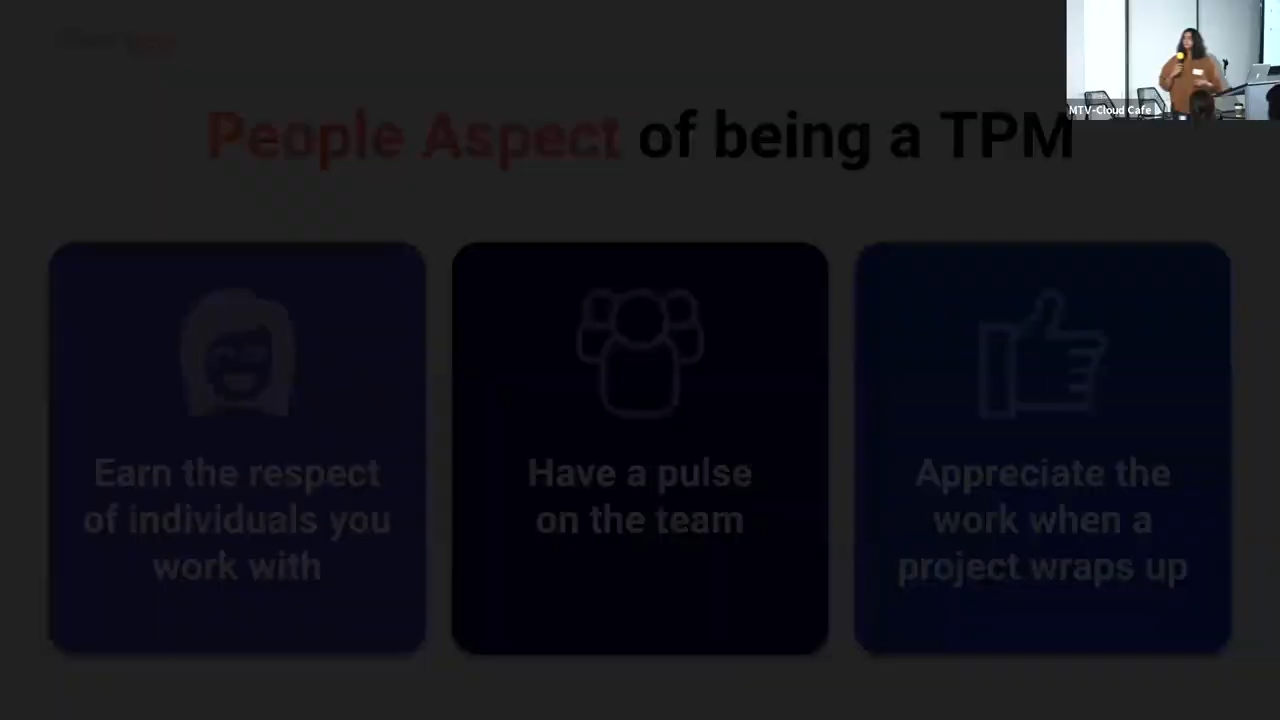 MTV-Cloud Cafe
People Aspect of being a TPM
Earn the respect
of individuals you
work with
Have a pulse
on the team
Appreciate the
work when a
project wraps up